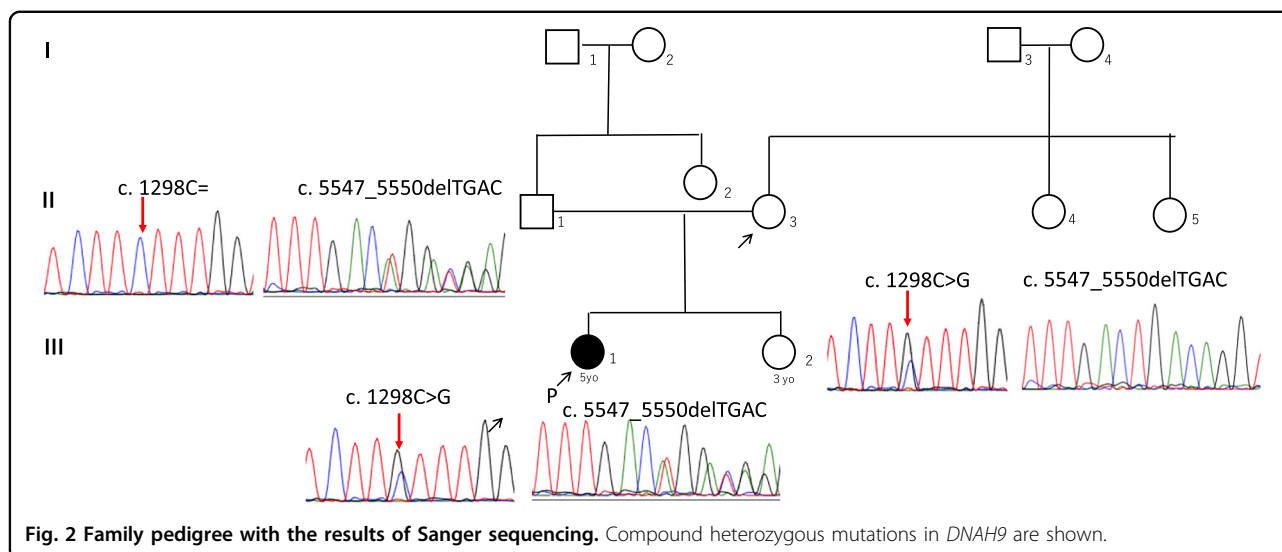 I
1
2
3
4
II
c. 1298C=
c. 5547_5550delTGAC
1
2
3
4
5
c. 1298C>G
c. 5547_5550delTGAC
III
1
5yo
P
2
3 yo
c. 1298C>G
c. 5547_5550delTGAC
Fig. 2 Family pedigree with the results of Sanger sequencing. Compound heterozygous mutations in DNAH9 are shown.